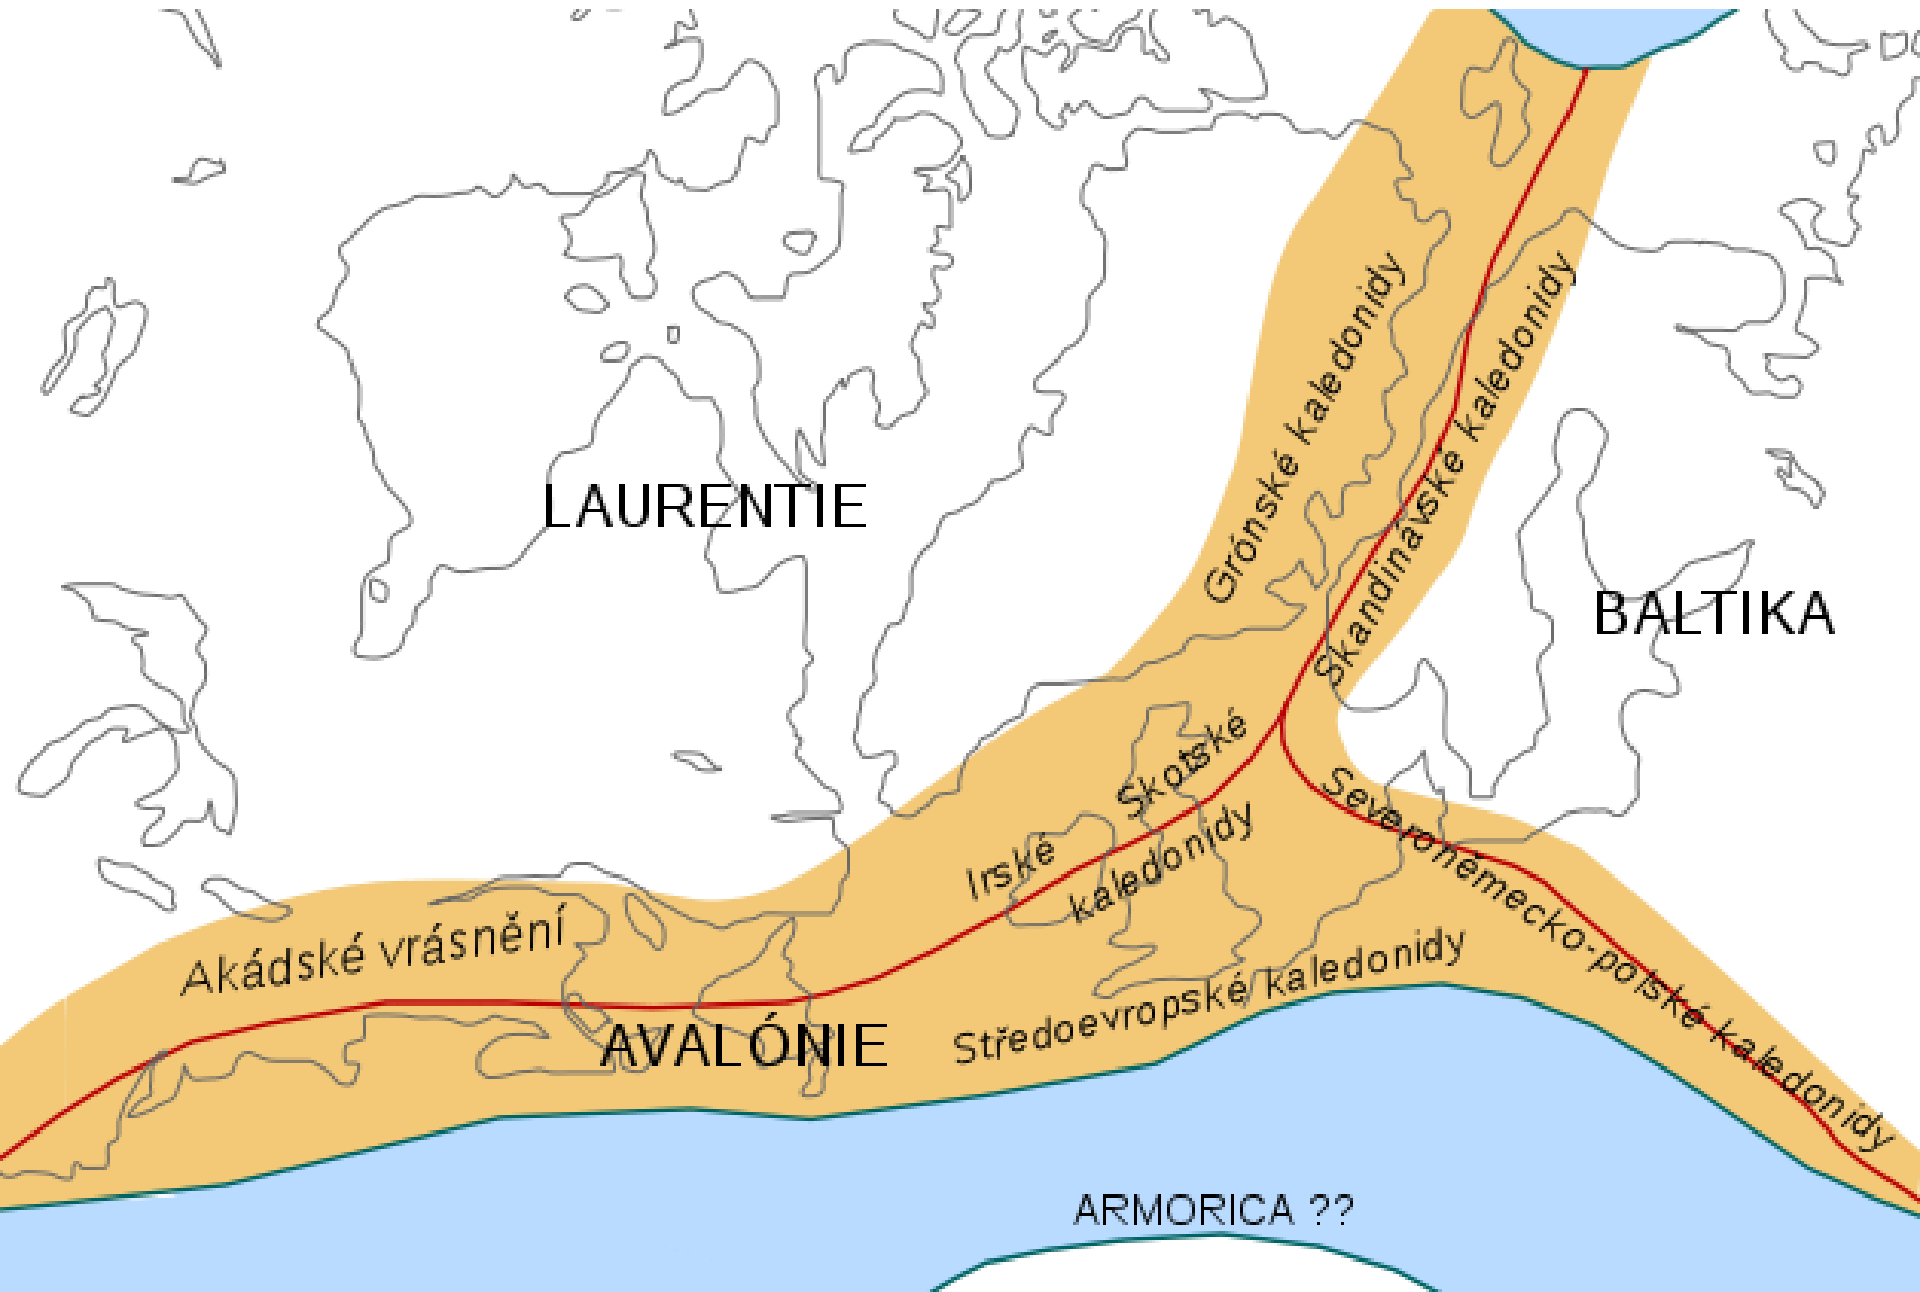 Grónské kaledonidy
Skandinávské kaledonidy
LAURENTIE
BALTIKA
Skotské
Irské
kaledonidy
Severoněmecko-polské kaledonidy
Akádské vrásnění
Středoevropské kaledonidy
AVALÓNIE
ARMORICA ??